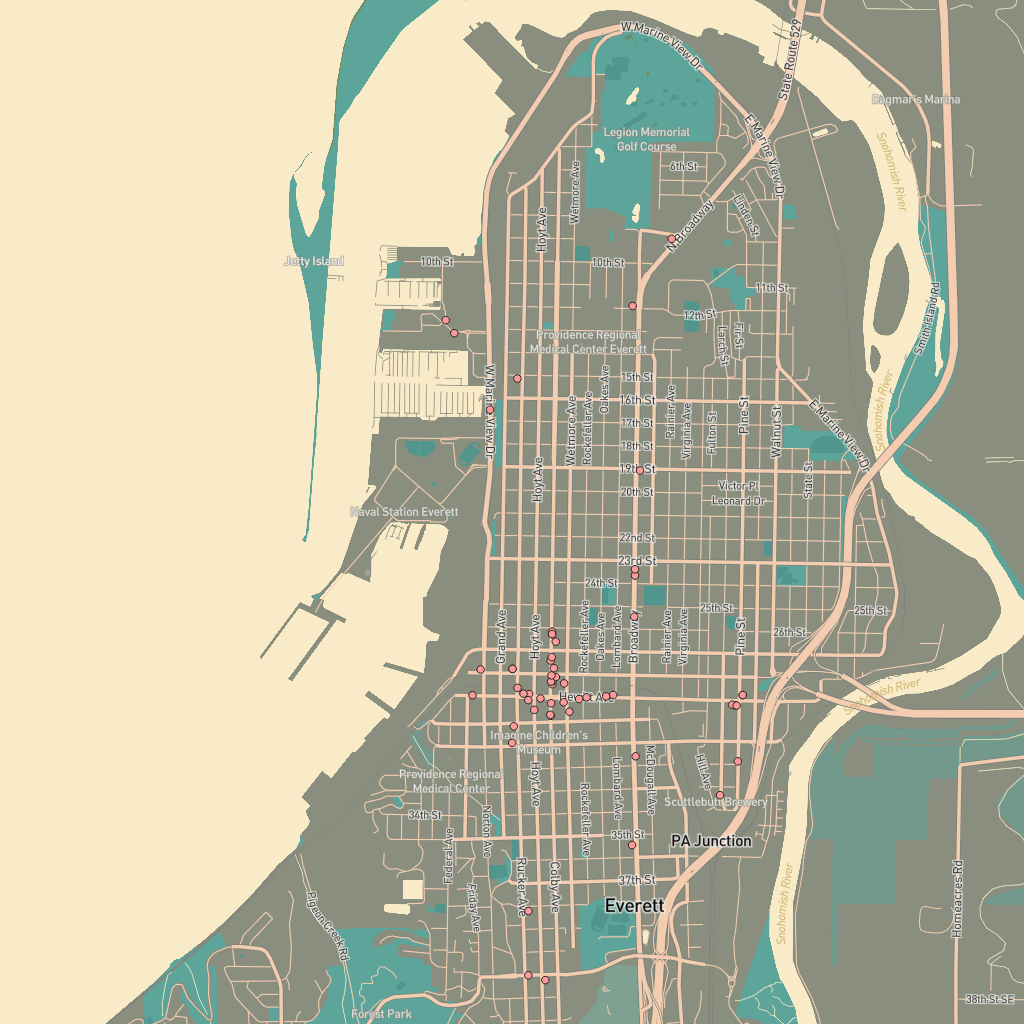 W Marine View Dr
State Route 529
Dagmar's Marina
E Marine View Dr
Legion Memorial
Golf Course
6th St
Snohomish River
Wetmore Ave
Linden St
N Broadway
Hoyt Ave
Jetty Island
10th St
10th St
11th St
Smith Island Rd
12th St
Larch St
Fir St
Providence Regional
Medical Center Everett
15th St
W Marine View Dr
Oakes Ave
16th St
Rainier Ave
Virginia Ave
Wetmore Ave
Rockefeller Ave
Pine St
Walnut St
E Marine View Dr
Snohomish River
17th St
Fulton St
18th St
19th St
Hoyt Ave
State St
Victor Pl
20th St
Leonard Dr
Naval Station Everett
22nd St
23rd St
24th St
25th St
25th St
Grand Ave
Hoyt Ave
Rockefeller Ave
Oakes Ave
Lombard Ave
Broadway
Rainier Ave
Virginia Ave
Pine St
26th St
Hewitt Ave
Snohomish River
Imagine Children's
Museum
Providence Regional
Medical Center
Hoyt Ave
Lombard Ave
McDougall Ave
Hill Ave
Scuttlebutt Brewery
34th St
Norton Ave
Rockefeller Ave
35th St
PA Junction
Federal Ave
Friday Ave
Rucker Ave
Colby Ave
37th St
Everett
Pigeon Creek Rd
Snohomish River
Homeacres Rd
38th St SE
Forest Park